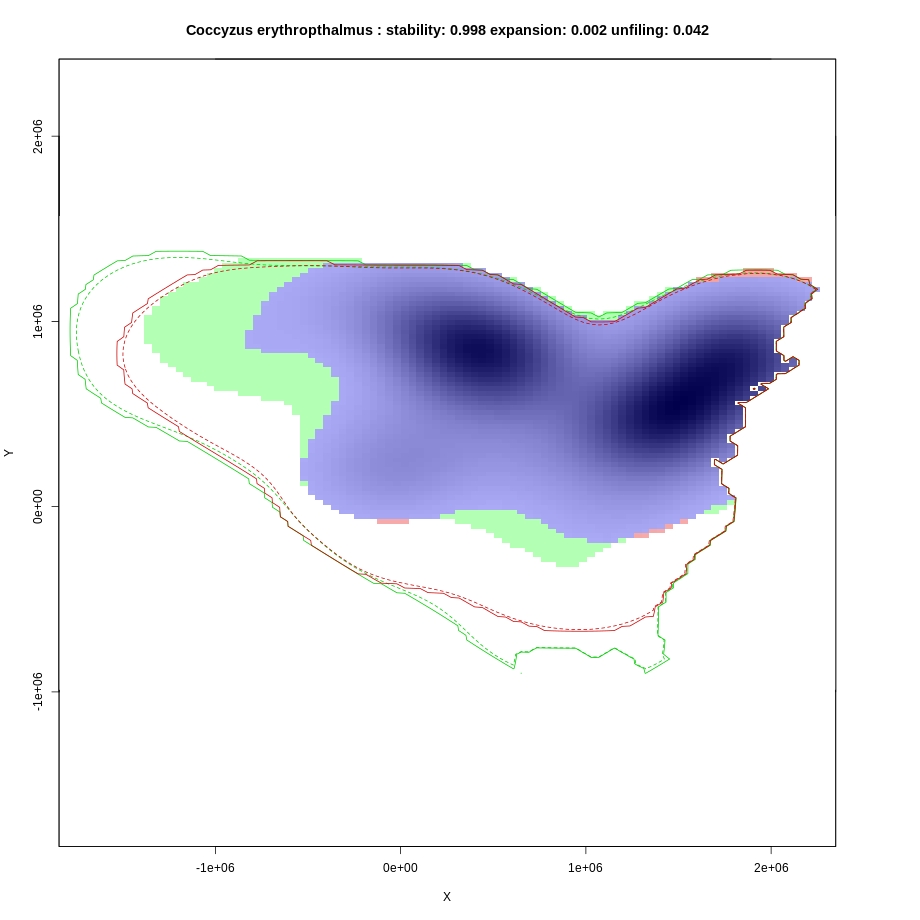 Coccyzus erythropthalmus : stability: 0.998 expansion: 0.002 unfiling: 0.042
2e+06
1e+06
0e+00
-1e+06
Y
-1e+06 0e+00 1e+06 2e+06
X